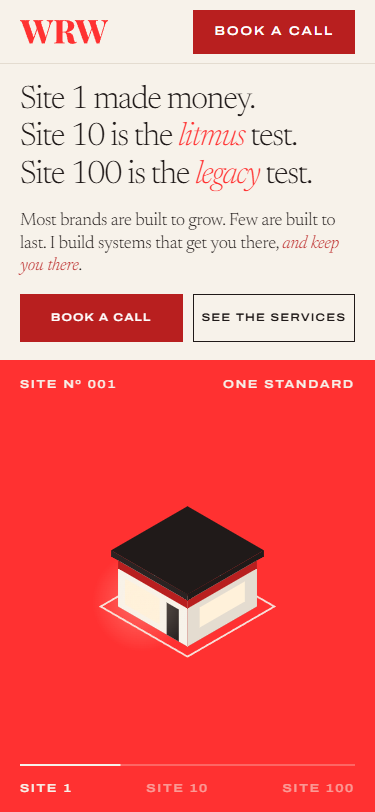 WRW
BOOK A CALL
Site 1 made money.
Site 10 is the litmus test.
Site 100 is the legacy test.
Most brands are built to grow. Few are built to
last. I build systems that get you there, and keep
you there.
BOOK A CALL
SEE THE SERVICES
SITE Nº 001
ONE STANDARD
SITE 1
SITE 10
SITE 100